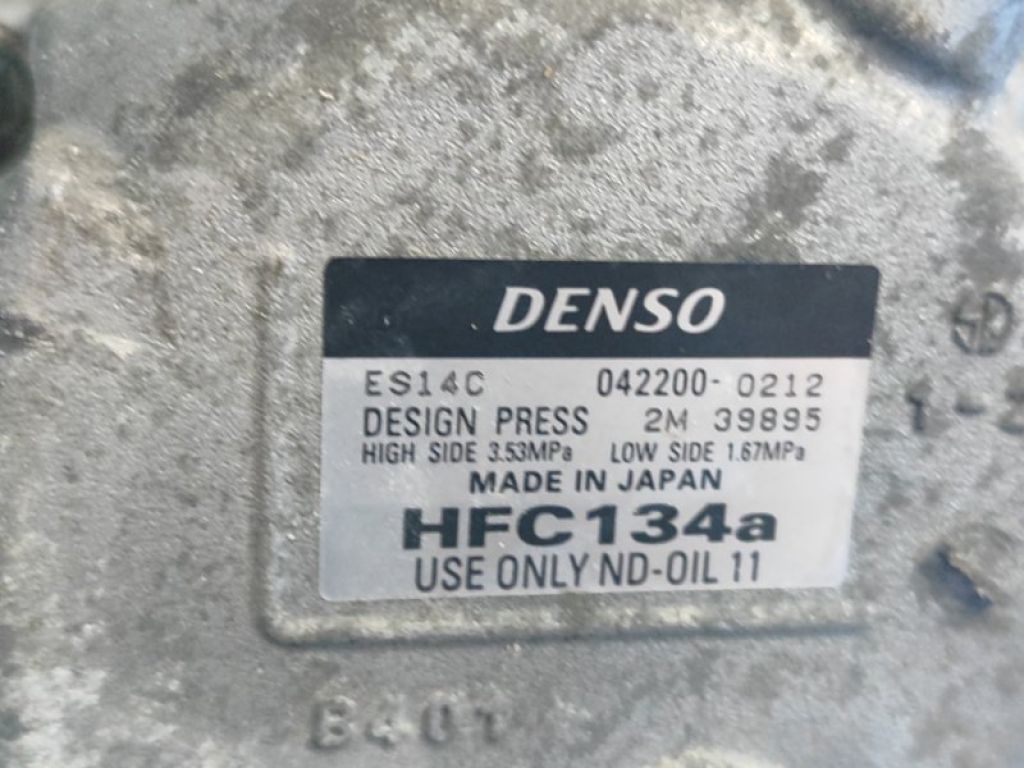 DENSO
ES14C 042200-0212
DESIGN PRESS 2M 39895
HIGH SIDE 3.53MPa LOW SIDE 1.67MPa
MADE IN JAPAN
HFC134a
USE ONLY ND-OIL 11